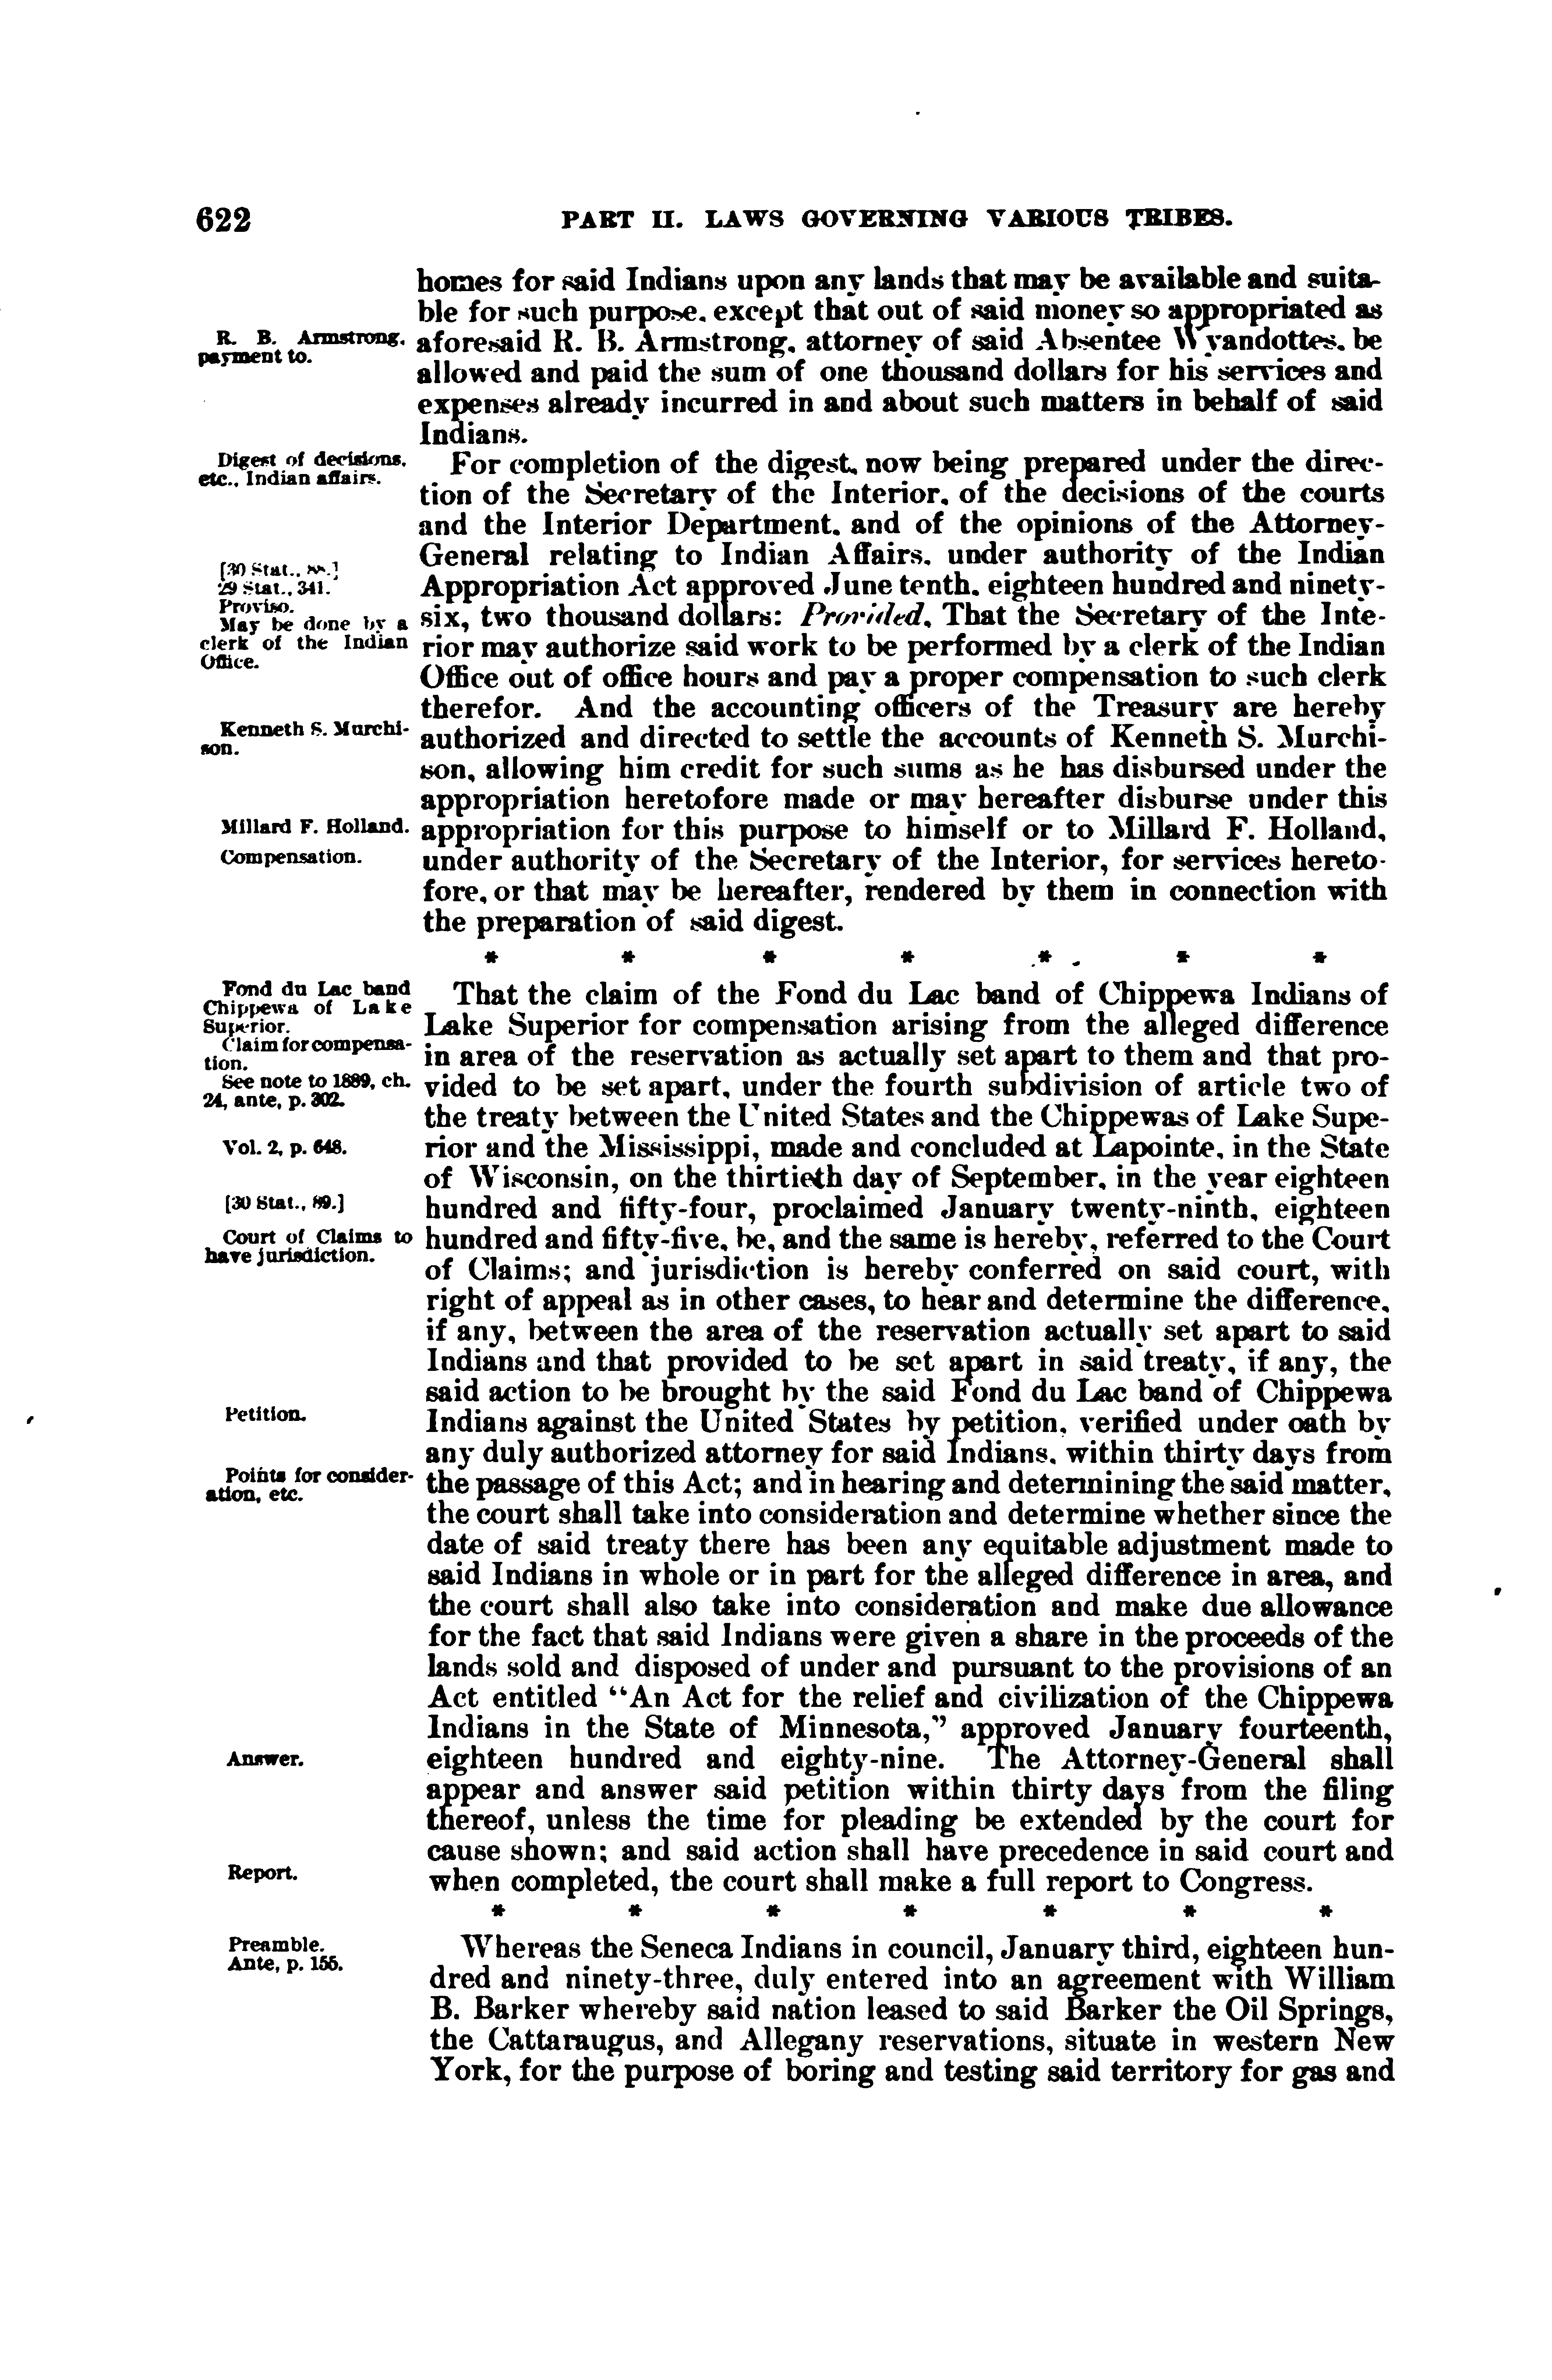 622 PART II. LAWS GOVERNING VARIOUS TRIBES.
homes for said Indians upon any lands that may be available and suita-
ble for such purpose, except that out of said money so appropriated as
R. B. Armstrong,
payment to.
aforesaid R. B. Armstrong, attorney of said Absentee Wyandottes, be
allowed and paid the sum of one thousand dollars for his services and
expenses already incurred in and about such matters in behalf of said
Indians.
Digest of decisions,
etc., Indian affairs.
For completion of the digest, now being prepared under the direc-
tion of the Secretary of the Interior, of the decisions of the courts
and the Interior Department, and of the opinions of the Attorney-
General relating to Indian Affairs, under authority of the Indian
[30 Stat., 88.]
29 Stat., 341.
Proviso.
May be done by a
clerk of the Indian
Office.
Appropriation Act approved June tenth, eighteen hundred and ninety-
six, two thousand dollars: Provided, That the Secretary of the Inte-
rior may authorize said work to be performed by a clerk of the Indian
Office out of office hours and pay a proper compensation to such clerk
therefor. And the accounting officers of the Treasury are hereby
Kenneth S. Murchi-
son.
authorized and directed to settle the accounts of Kenneth S. Murchi-
son, allowing him credit for such sums as he has disbursed under the
appropriation heretofore made or may hereafter disburse under this
Millard F. Holland.
appropriation for this purpose to himself or to Millard F. Holland,
Compensation.
under authority of the Secretary of the Interior, for services hereto-
fore, or that may be hereafter, rendered by them in connection with
the preparation of said digest.
* * * * * * *
Fond du Lac band
Chippewa of Lake
Superior.
Claim for compensa-
tion.
See note to 1889, ch.
24, ante, p. 302.
That the claim of the Fond du Lac band of Chippewa Indians of
Lake Superior for compensation arising from the alleged difference
in area of the reservation as actually set apart to them and that pro-
vided to be set apart, under the fourth subdivision of article two of
the treaty between the United States and the Chippewas of Lake Supe-
Vol. 2, p. 648.
rior and the Mississippi, made and concluded at Lapointe, in the State
of Wisconsin, on the thirtieth day of September, in the year eighteen
[30 Stat., 89.]
hundred and fifty-four, proclaimed January twenty-ninth, eighteen
Court of Claims to
have jurisdiction.
hundred and fifty-five, be, and the same is hereby, referred to the Court
of Claims; and jurisdiction is hereby conferred on said court, with
right of appeal as in other cases, to hear and determine the difference,
if any, between the area of the reservation actually set apart to said
Indians and that provided to be set apart in said treaty, if any, the
said action to be brought by the said Fond du Lac band of Chippewa
Petition.
Indians against the United States by petition, verified under oath by
any duly authorized attorney for said Indians, within thirty days from
Points for consider-
ation, etc.
the passage of this Act; and in hearing and determining the said matter,
the court shall take into consideration and determine whether since the
date of said treaty there has been any equitable adjustment made to
said Indians in whole or in part for the alleged difference in area, and
the court shall also take into consideration and make due allowance
for the fact that said Indians were given a share in the proceeds of the
lands sold and disposed of under and pursuant to the provisions of an
Act entitled "An Act for the relief and civilization of the Chippewa
Indians in the State of Minnesota," approved January fourteenth,
Answer.
eighteen hundred and eighty-nine. The Attorney-General shall
appear and answer said petition within thirty days from the filing
thereof, unless the time for pleading be extended by the court for
cause shown; and said action shall have precedence in said court and
Report.
when completed, the court shall make a full report to Congress.
* * * * * * *
Preamble.
Ante, p. 155.
Whereas the Seneca Indians in council, January third, eighteen hun-
dred and ninety-three, duly entered into an agreement with William
B. Barker whereby said nation leased to said Barker the Oil Springs,
the Cattaraugus, and Allegany reservations, situate in western New
York, for the purpose of boring and testing said territory for gas and